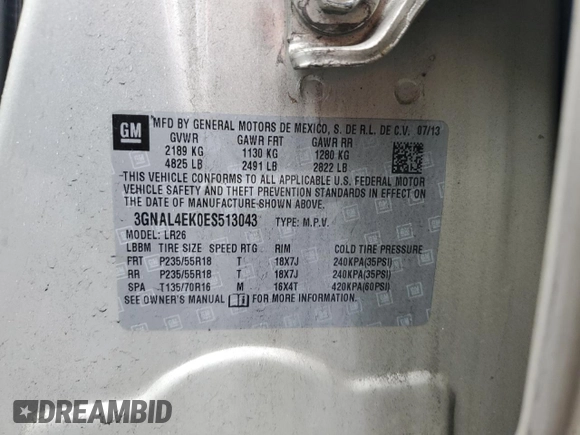 GM
MFD BY GENERAL MOTORS DE MEXICO, S. DE R.L. DE C.V. 07/13
GVWR GAWR FRT GAWR RR
2189 KG 1130 KG 1280 KG
4825 LB 2491 LB 2822 LB
THIS VEHICLE CONFORMS TO ALL APPLICABLE U.S. FEDERAL MOTOR
VEHICLE SAFETY AND THEFT PREVENTION STANDARDS IN EFFECT ON
THE DATE OF MANUFACTURE SHOWN ABOVE.
3GNAL4EK0ES513043 TYPE: M.P.V.
MODEL: LR26
LBBM TIRE SIZE SPEED RTG RIM COLD TIRE PRESSURE
FRT P235/55R18 T 18X7J 240KPA(35PSI)
RR P235/55R18 T 18X7J 240KPA(35PSI)
SPA T135/70R16 M 16X4T 420KPA(60PSI)
SEE OWNER'S MANUAL i FOR MORE INFORMATION.
DREAMBID